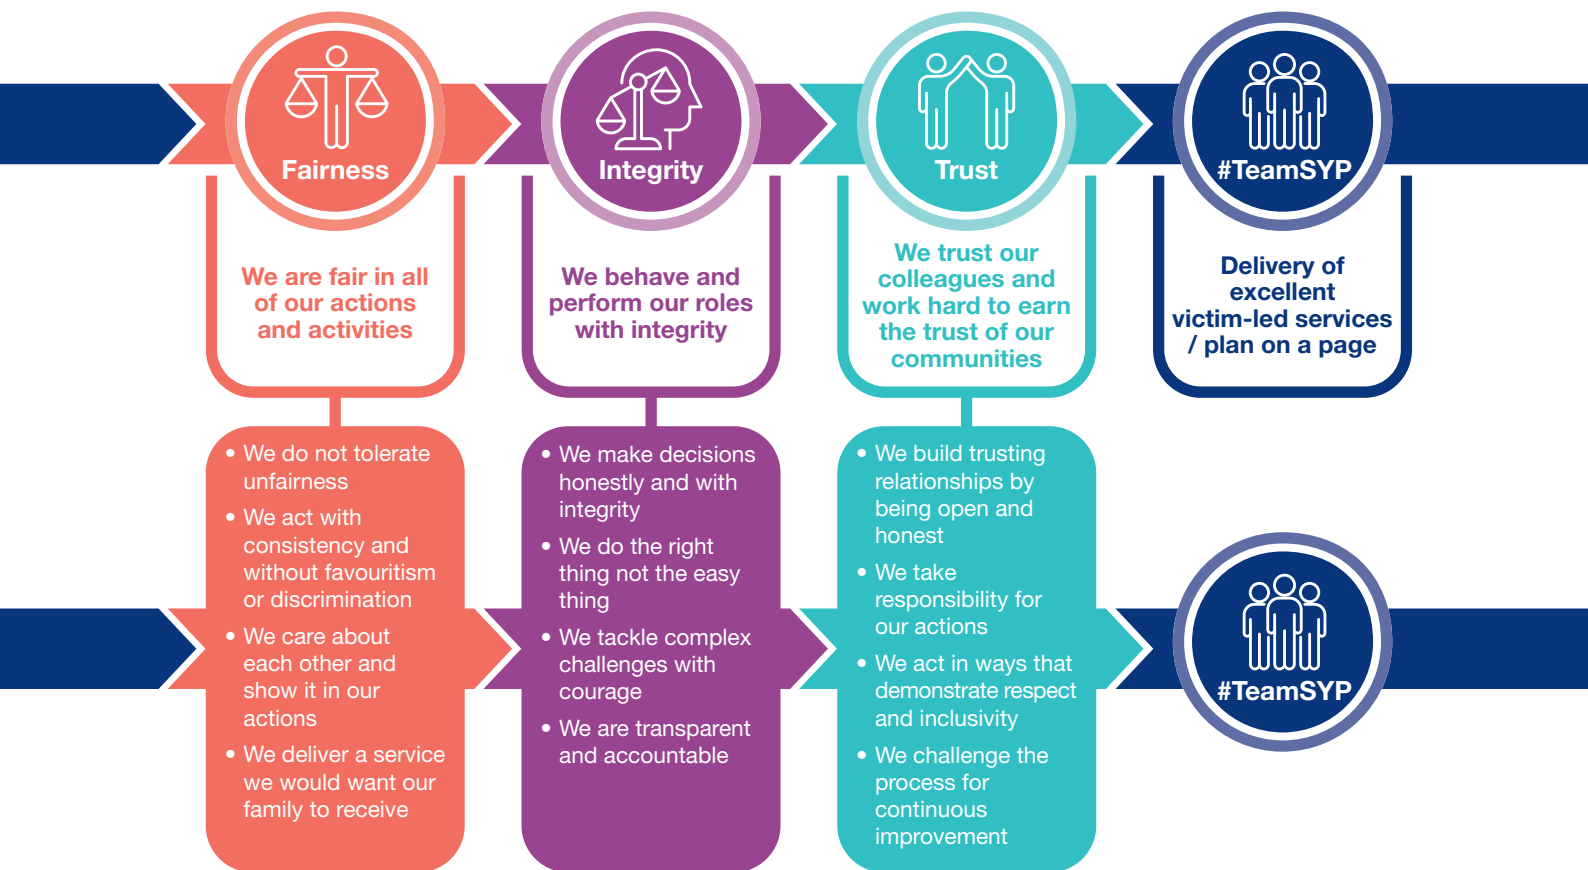 Fairness
We are fair in all
of our actions
and activities
• We do not tolerate
unfairness
• We act with
consistency and
without favouritism
or discrimination
• We care about
each other and
show it in our
actions
• We deliver a service
we would want our
family to receive
Integrity
We behave and
perform our roles
with integrity
• We make decisions
honestly and with
integrity
• We do the right
thing not the easy
thing
• We tackle complex
challenges with
courage
• We are transparent
and accountable
Trust
We trust our
colleagues and
work hard to earn
the trust of our
communities
• We build trusting
relationships by
being open and
honest
• We take
responsibility for
our actions
• We act in ways that
demonstrate respect
and inclusivity
• We challenge the
process for
continuous
improvement
#TeamSYP
Delivery of
excellent
victim-led services
/ plan on a page
#TeamSYP